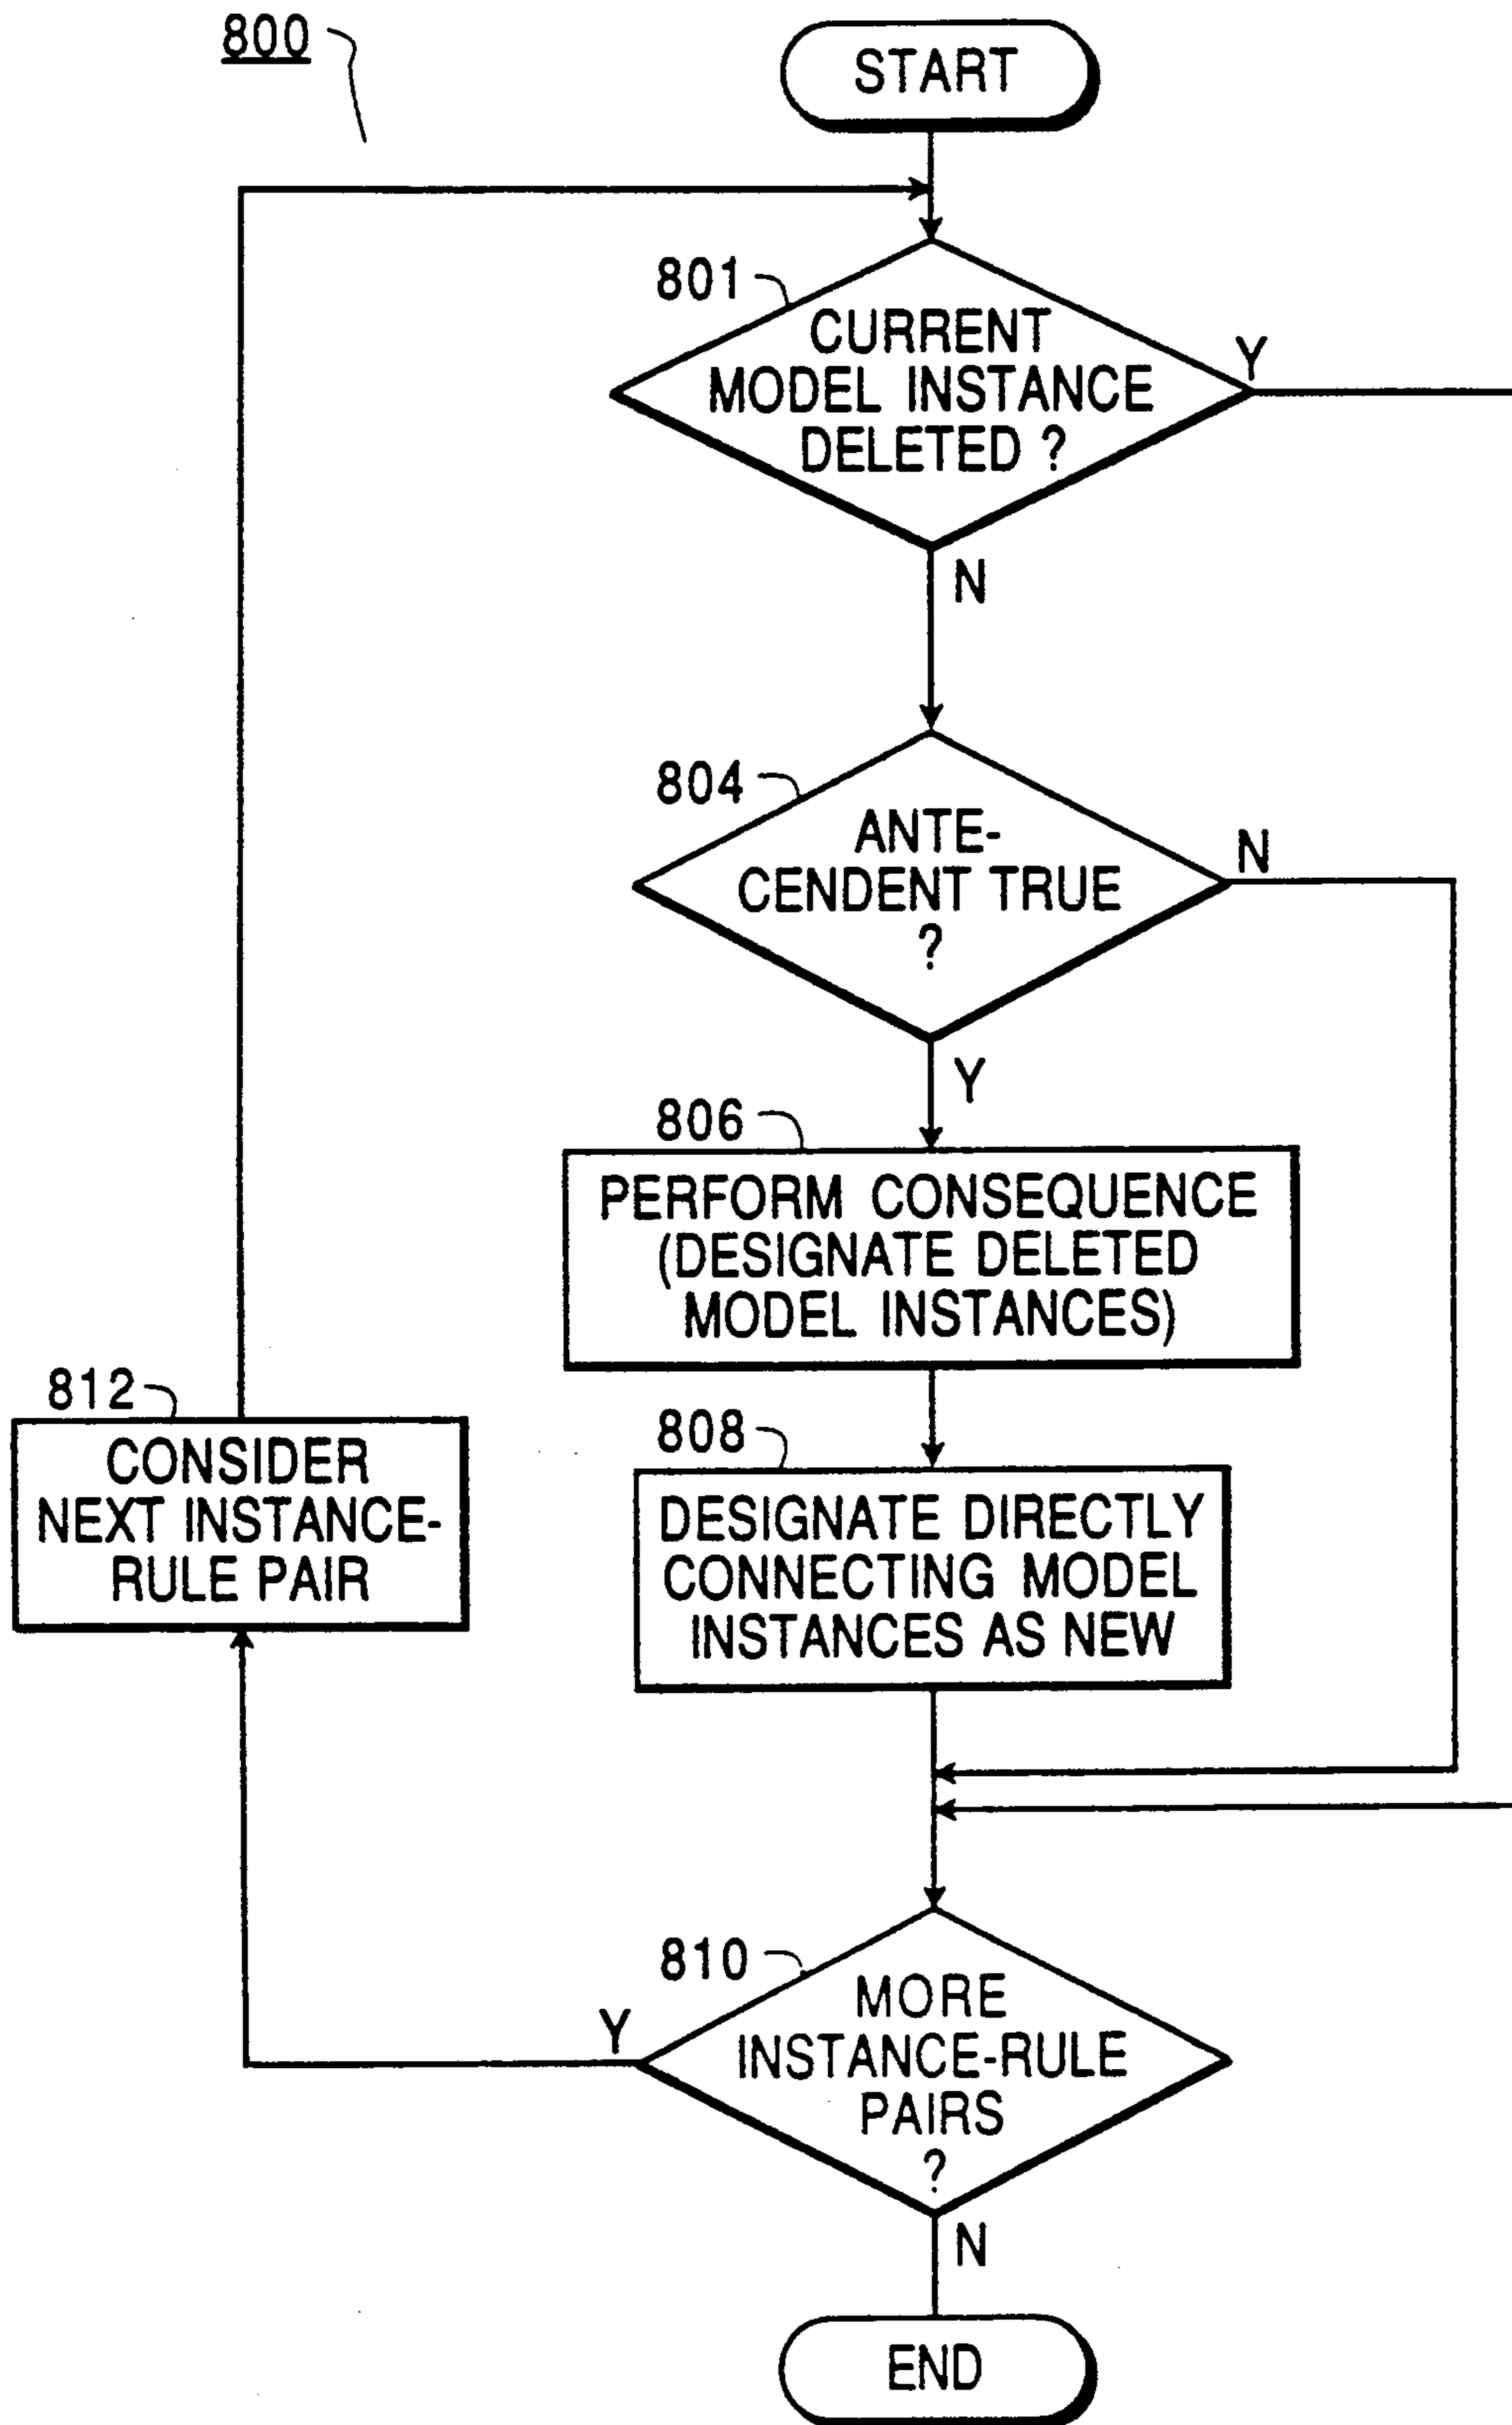 800
START
801
CURRENT
MODEL INSTANCE
DELETED ?
Y
N
804
ANTE-
CENDENT TRUE
?
N
Y
806
PERFORM CONSEQUENCE
(DESIGNATE DELETED
MODEL INSTANCES)
812
CONSIDER
NEXT INSTANCE-
RULE PAIR
808
DESIGNATE DIRECTLY
CONNECTING MODEL
INSTANCES AS NEW
810
MORE
INSTANCE-RULE
PAIRS
?
Y
N
END